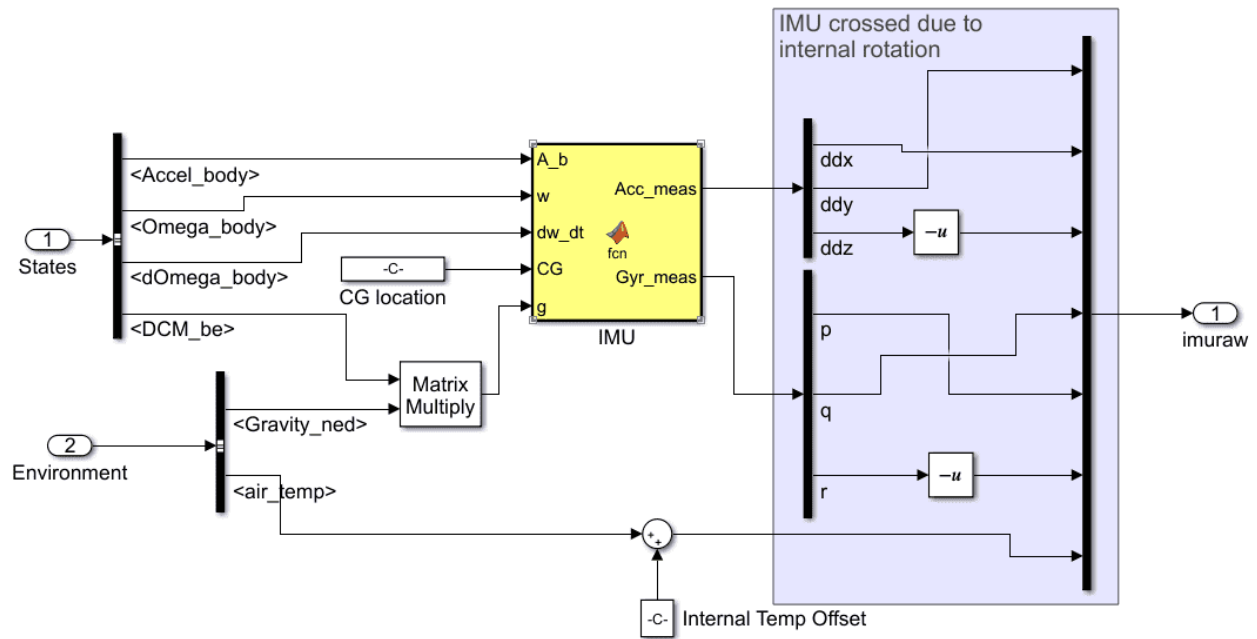 IMU crossed due to
internal rotation
<Accel_body>
<Omega_body>
<dOmega_body>
<DCM_be>
1
States
-C-
CG location
A_b
w
dw_dt
CG
g
fcn
Acc_meas
Gyr_meas
IMU
ddx
ddy
ddz
-u
p
q
r
-u
1
imuraw
Matrix
Multiply
2
Environment
<Gravity_ned>
<air_temp>
+
+
-C-
Internal Temp Offset